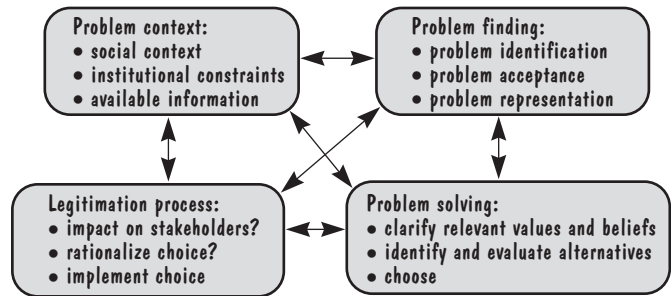 Problem context:
• social context
• institutional constraints
• available information
Problem finding:
• problem identification
• problem acceptance
• problem representation
Legitimation process:
• impact on stakeholders?
• rationalize choice?
• implement choice
Problem solving:
• clarify relevant values and beliefs
• identify and evaluate alternatives
• choose